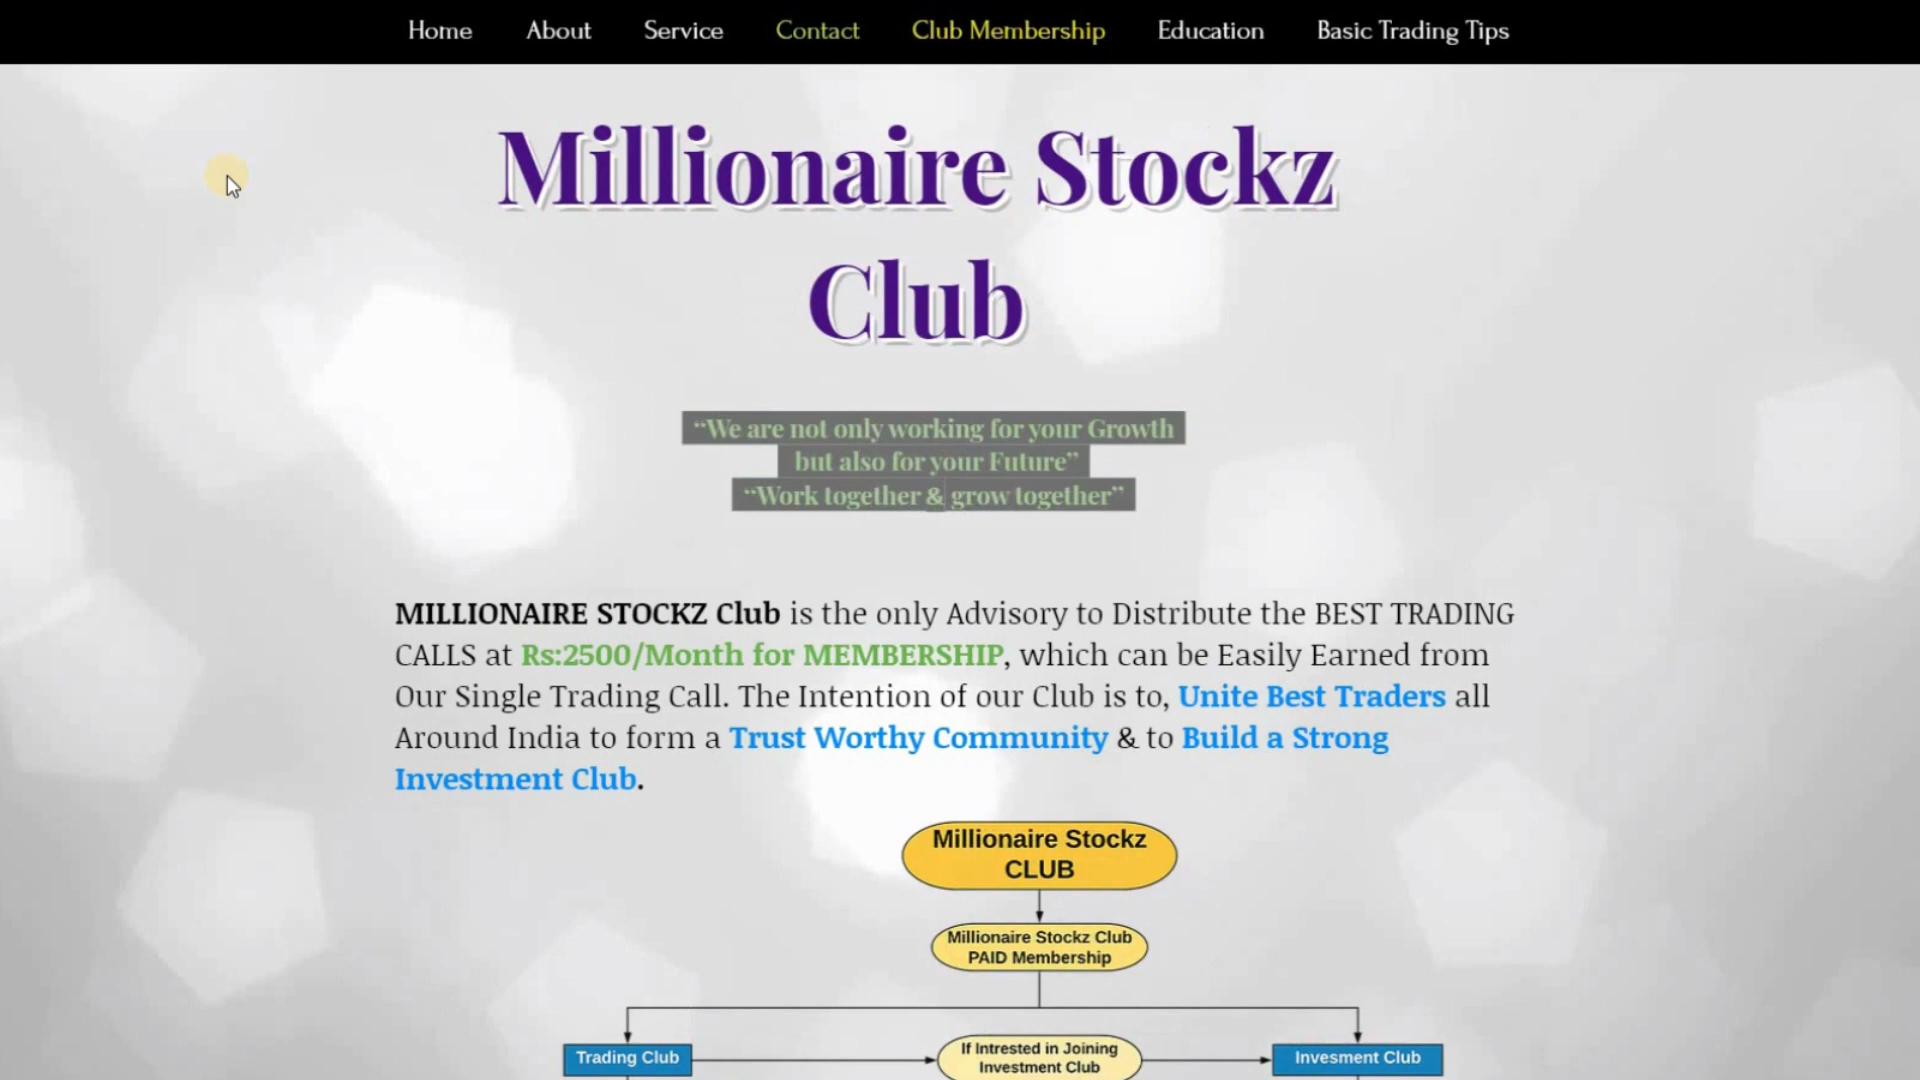 Home About Service Contact Club Membership Education Basic Trading Tips
Millionaire Stockz
Club
“We are not only working for your Growth
but also for your Future”
“Work together & grow together”
MILLIONAIRE STOCKZ Club is the only Advisory to Distribute the BEST TRADING
CALLS at Rs:2500/Month for MEMBERSHIP, which can be Easily Earned from
Our Single Trading Call. The Intention of our Club is to, Unite Best Traders all
Around India to form a Trust Worthy Community & to Build a Strong
Investment Club.
Millionaire Stockz
CLUB
Millionaire Stockz Club
PAID Membership
Trading Club
If Intrested in Joining
Investment Club
Invesment Club